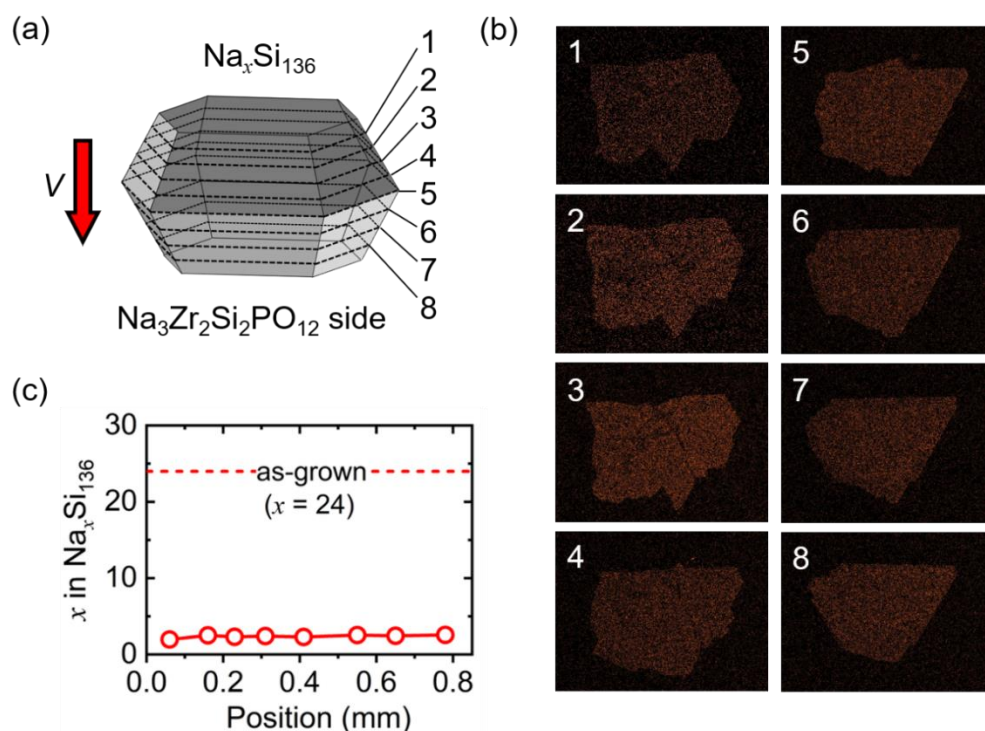 (a)
Na𝑥Si136
1
2
3
4
5
6
7
8
V
Na3Zr2Si2PO12 side
(b)
1
5
2
6
3
7
4
8
(c)
30
20
10
0
x in NaxSi136
as-grown
(x = 24)
0.0 0.2 0.4 0.6 0.8
Position (mm)